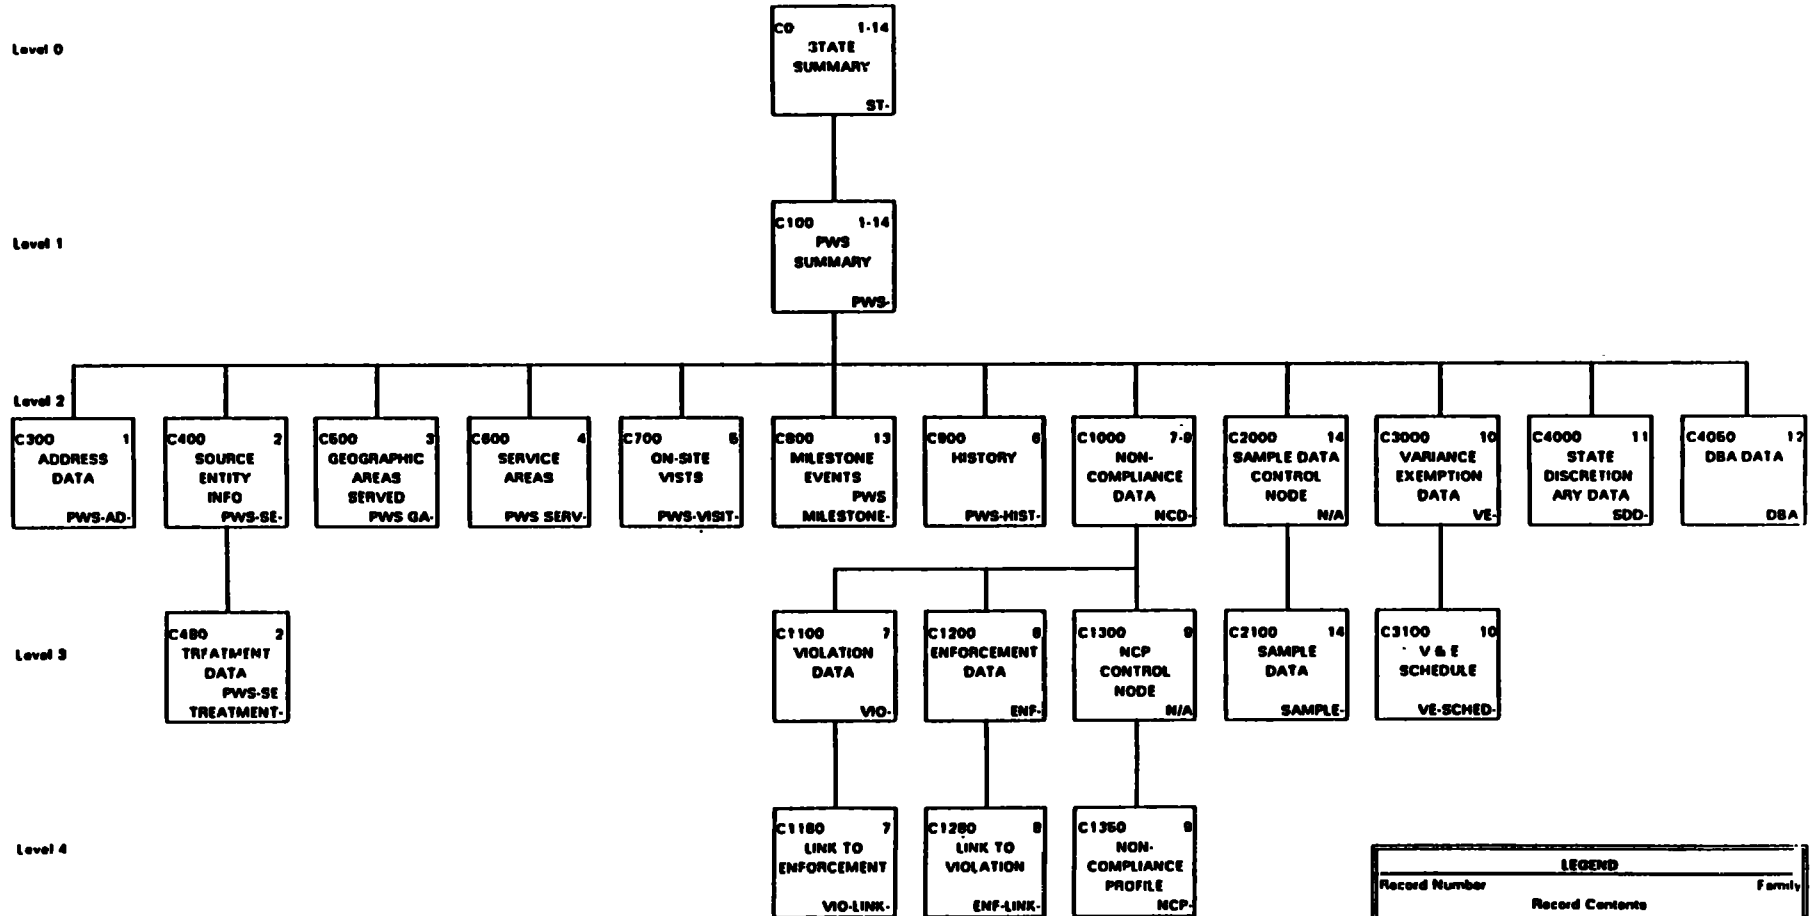 Level 0
C0 1-14
STATE
SUMMARY
ST-
Level 1
C100 1-14
PWS
SUMMARY
PWS-
Level 2
C300 1
ADDRESS
DATA
PWS-AD-
C400 2
SOURCE
ENTITY
INFO
PWS-SE-
C500 3
GEOGRAPHIC
AREAS
SERVED
PWS GA-
C600 4
SERVICE
AREAS
PWS SERV-
C700 5
ON-SITE
VISTS
PWS-VISIT-
C800 13
MILESTONE
EVENTS
PWS
MILESTONE-
C900 6
HISTORY
PWS-HIST-
C1000 7-9
NON-
COMPLIANCE
DATA
NCD-
C2000 14
SAMPLE DATA
CONTROL
NODE
N/A
C3000 10
VARIANCE
EXEMPTION
DATA
VE-
C4000 11
STATE
DISCRETION
ARY DATA
SDD-
C4050 12
DBA DATA
DBA
Level 3
C480 2
TREATMENT
DATA
PWS-SE
TREATMENT-
C1100 7
VIOLATION
DATA
VIO-
C1200 8
ENFORCEMENT
DATA
ENF-
C1300 9
NCP
CONTROL
NODE
N/A
C2100 14
SAMPLE
DATA
SAMPLE-
C3100 10
V & E
SCHEDULE
VE-SCHED-
Level 4
C1180 7
LINK TO
ENFORCEMENT
VIO-LINK-
C1280 8
LINK TO
VIOLATION
ENF-LINK-
C1350 9
NON-
COMPLIANCE
PROFILE
NCP-
LEGEND
Record Number Family
Record Contents